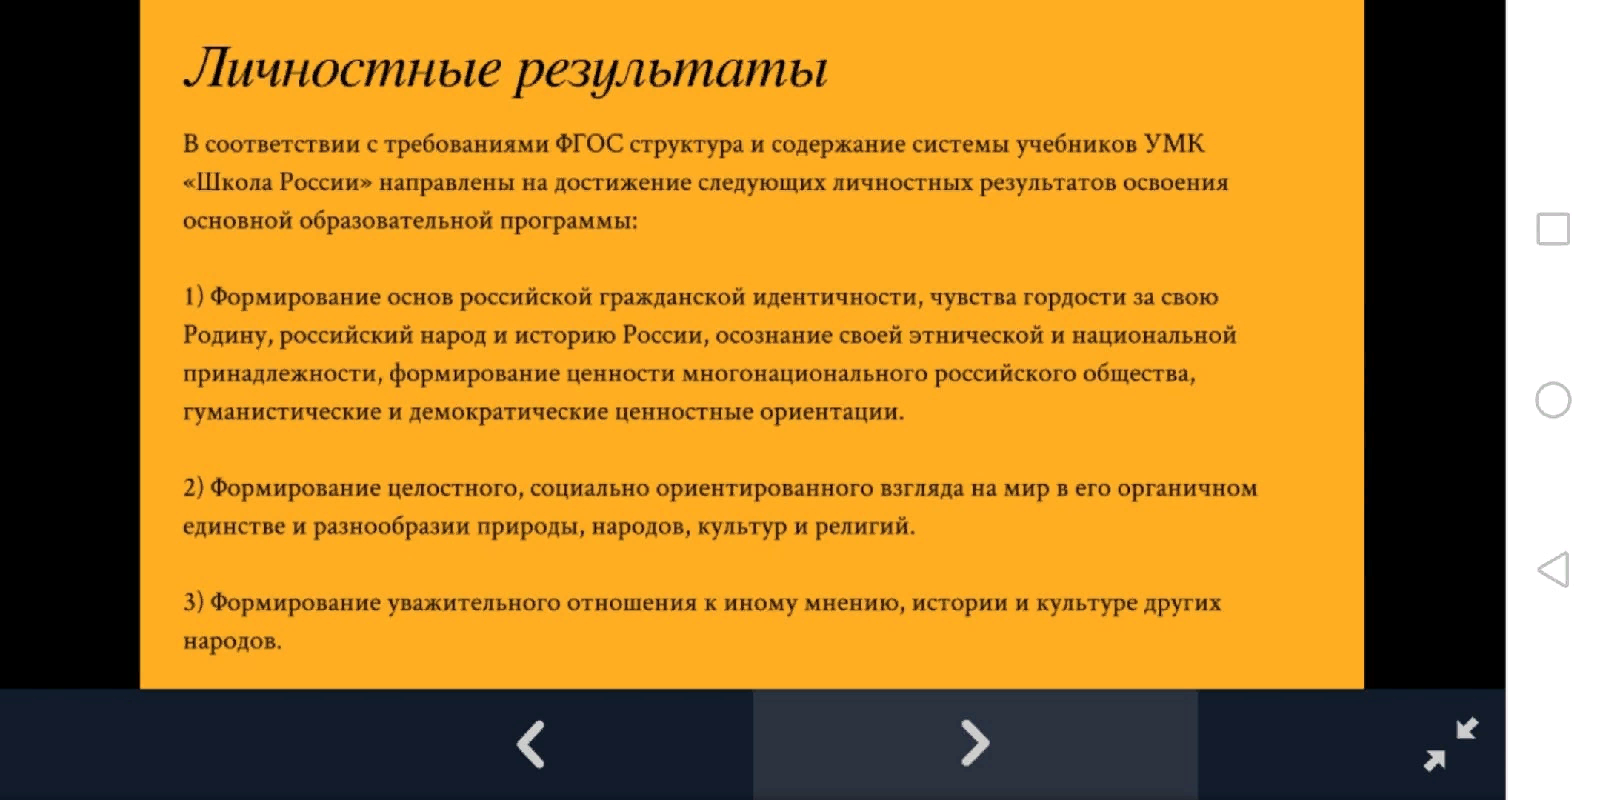 Личностные результаты
В соответствии с требованиями ФГОС структура и содержание системы учебников УМК
«Школа России» направлены на достижение следующих личностных результатов освоения
основной образовательной программы:
1) Формирование основ российской гражданской идентичности, чувства гордости за свою
Родину, российский народ и историю России, осознание своей этнической и национальной
принадлежности, формирование ценности многонационального российского общества,
гуманистические и демократические ценностные ориентации.
2) Формирование целостного, социально ориентированного взгляда на мир в его органичном
единстве и разнообразии природы, народов, культур и религий.
3) Формирование уважительного отношения к иному мнению, истории и культуре других
народов.